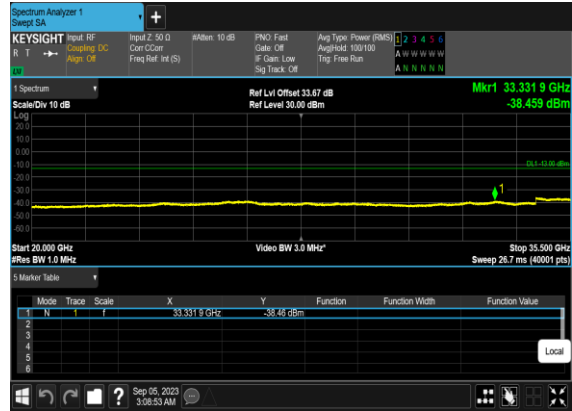 Spectrum Analyzer 1
Swept SA
+
KEYSIGHT Input: RF Input Z: 50 Ω #Atten: 10 dB PNO: Fast Avg Type: Power (RMS) 1 2 3 4 5 6
R T Coupling: DC Corr CCorr Gate: Off Avg|Hold: 100/100 A W W W W W
Align: Off Freq Ref: Int (S) IF Gain: Low Trig: Free Run
Sig Track: Off A N N N N N
1 Spectrum Ref Lvl Offset 33.67 dB Mkr1 33.331 9 GHz
Scale/Div 10 dB Ref Level 30.00 dBm -38.459 dBm
Log
20.0
10.0
0.00
-10.0 DL1 -13.00 dBm
-20.0
-30.0 1
-40.0
-50.0
-60.0
Start 20.000 GHz Video BW 3.0 MHz* Stop 35.500 GHz
#Res BW 1.0 MHz Sweep 26.7 ms (40001 pts)
5 Marker Table
Mode Trace Scale X Y Function Function Width Function Value
1 N 1 f 33.331 9 GHz -38.46 dBm
2
3
4
5
6
Local
? Sep 05, 2023
3:08:53 AM